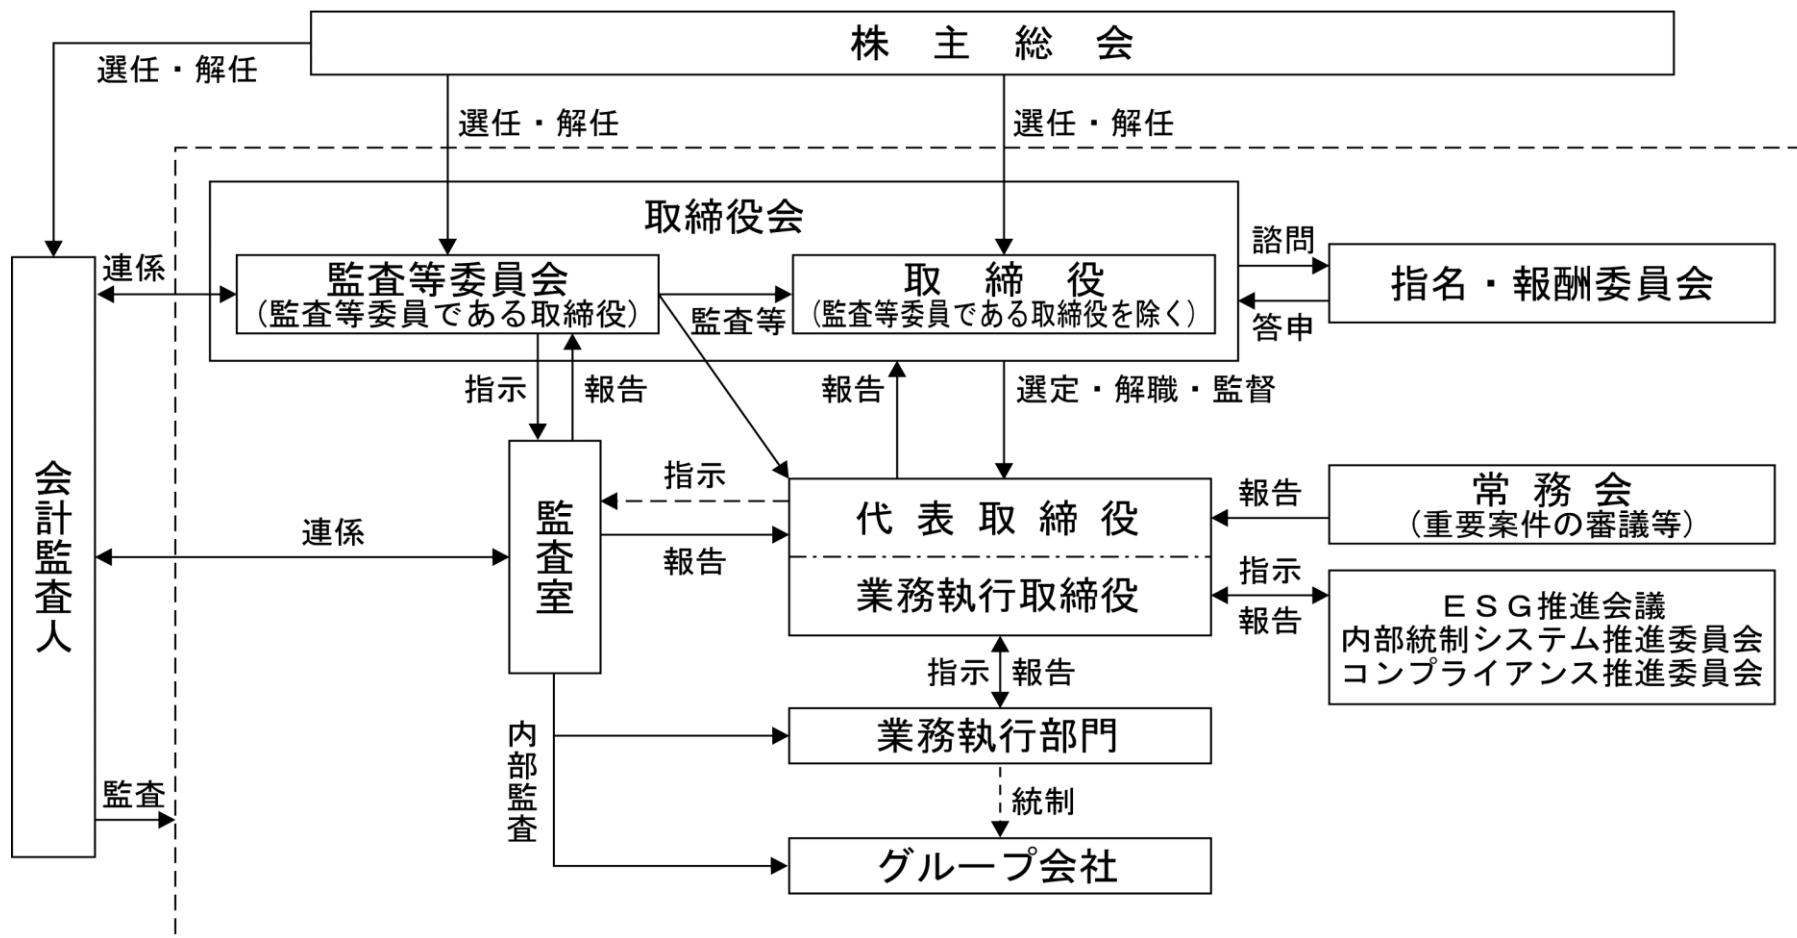 株主総会
選任・解任
選任・解任
選任・解任
取締役会
監査等委員会
（監査等委員である取締役）
取締役
（監査等委員である取締役を除く）
監査等
諮問
答申
指名・報酬委員会
連係
指示
報告
報告
選定・解職・監督
会計監査人
監査室
連係
指示
報告
代表取締役
業務執行取締役
報告
常務会
（重要案件の審議等）
指示
報告
ＥＳＧ推進会議
内部統制システム推進委員会
コンプライアンス推進委員会
指示
報告
内部監査
業務執行部門
監査
統制
グループ会社